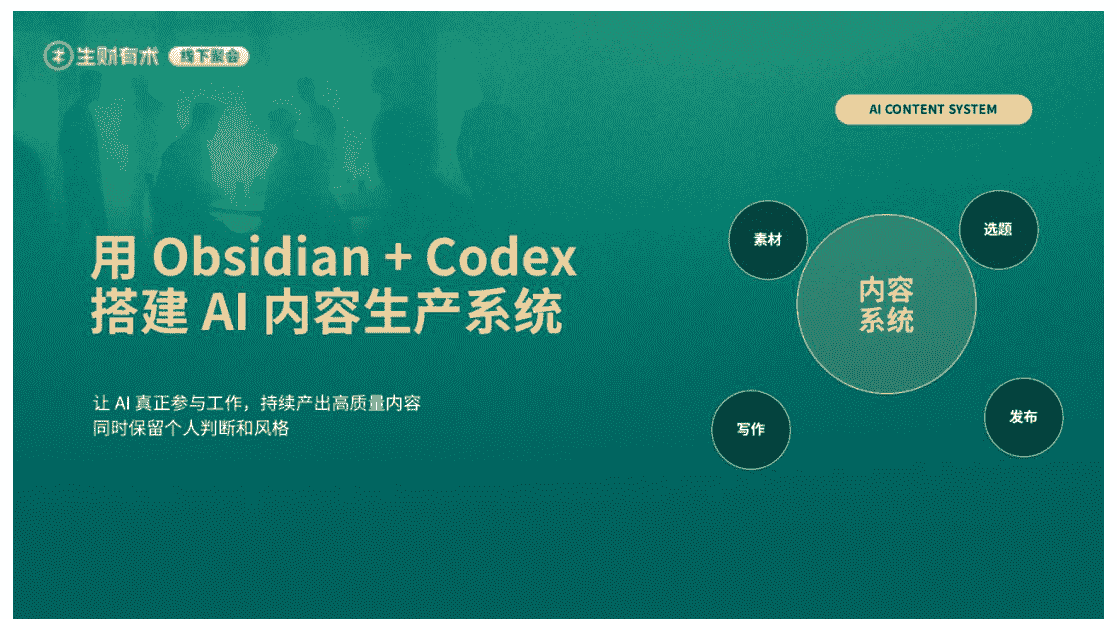 生财有术 线下聚会
AI CONTENT SYSTEM
用 Obsidian + Codex
搭建 AI 内容生产系统
让 AI 真正参与工作，持续产出高质量内容
同时保留个人判断和风格
素材
选题
内容
系统
写作
发布